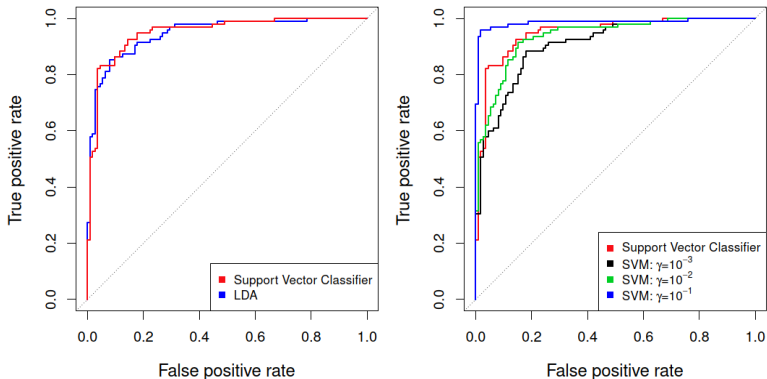 1.0
0.8
0.6
0.4
0.2
0.0
True positive rate
0.0 0.2 0.4 0.6 0.8 1.0
False positive rate
Support Vector Classifier
LDA
1.0
0.8
0.6
0.4
0.2
0.0
True positive rate
0.0 0.2 0.4 0.6 0.8 1.0
False positive rate
Support Vector Classifier
SVM: γ=10⁻³
SVM: γ=10⁻²
SVM: γ=10⁻¹